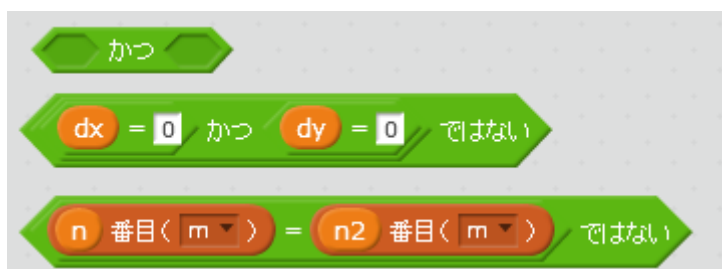 かつ
dx = 0 かつ dy = 0 ではない
n 番目( m ▼ ) = n2 番目( m ▼ ) ではない